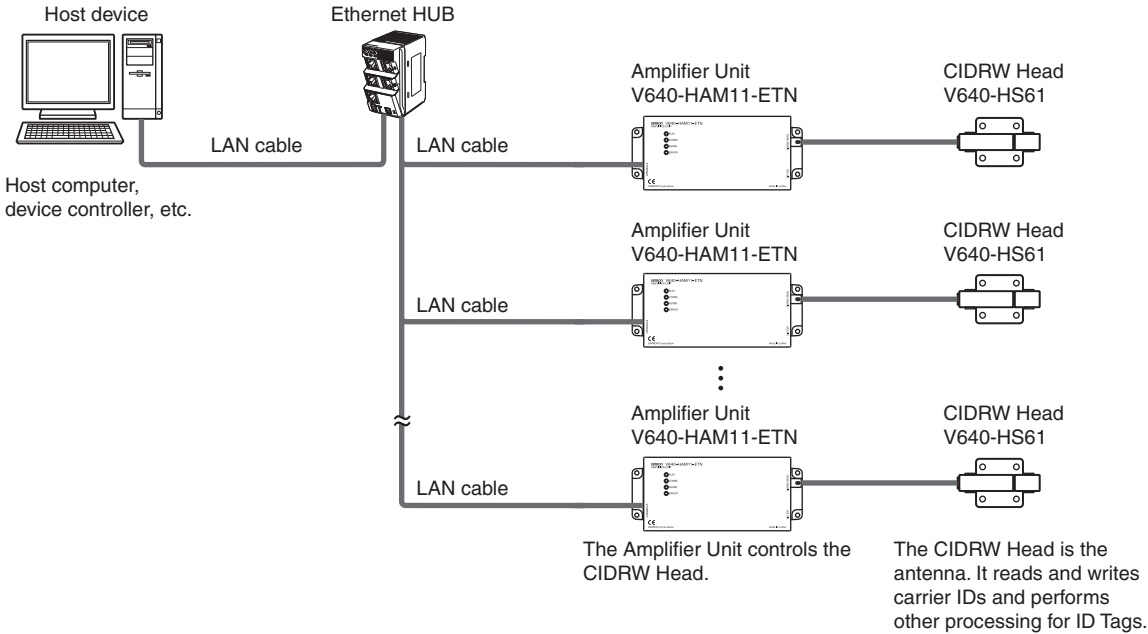 Host device
Ethernet HUB
Amplifier Unit
V640-HAM11-ETN
CIDRW Head
V640-HS61
LAN cable
LAN cable
Host computer,
device controller, etc.
Amplifier Unit
V640-HAM11-ETN
CIDRW Head
V640-HS61
LAN cable
Amplifier Unit
V640-HAM11-ETN
CIDRW Head
V640-HS61
LAN cable
The Amplifier Unit controls the
CIDRW Head.
The CIDRW Head is the
antenna. It reads and writes
carrier IDs and performs
other processing for ID Tags.